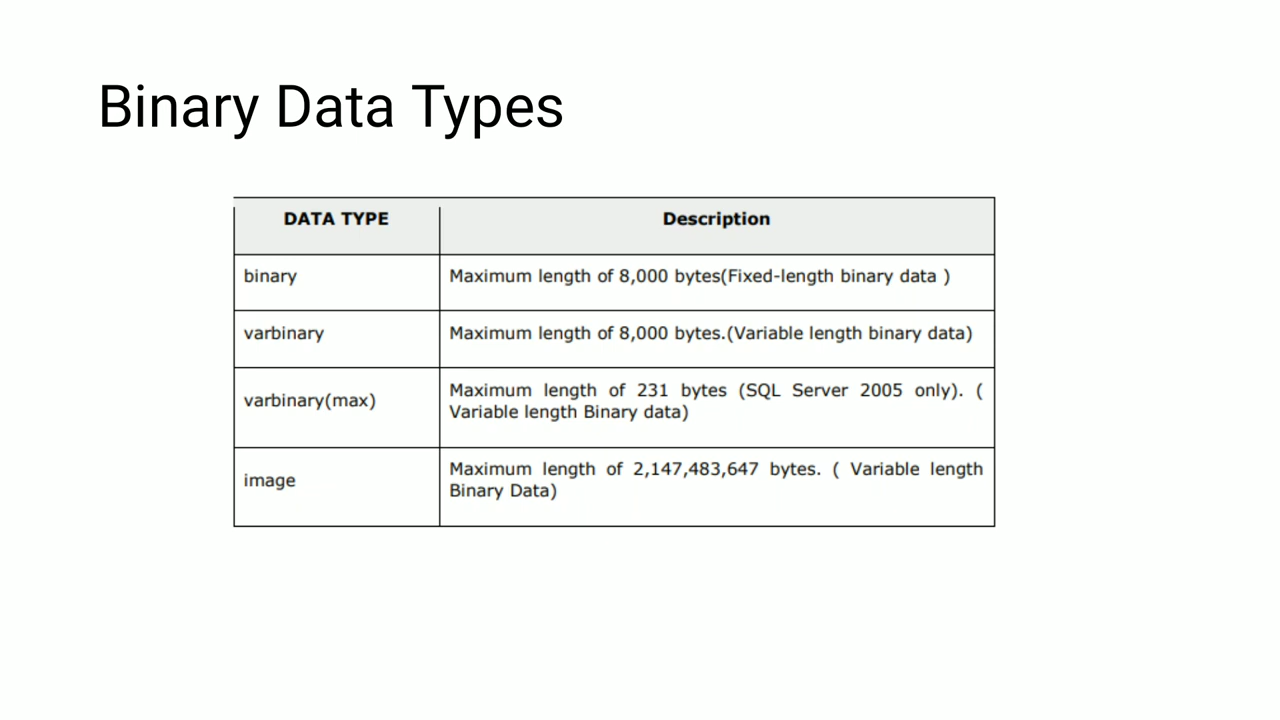 Binary Data Types
DATA TYPE Description
binary Maximum length of 8,000 bytes(Fixed-length binary data )
varbinary Maximum length of 8,000 bytes.(Variable length binary data)
varbinary(max) Maximum length of 231 bytes (SQL Server 2005 only). (
Variable length Binary data)
image Maximum length of 2,147,483,647 bytes. ( Variable length
Binary Data)